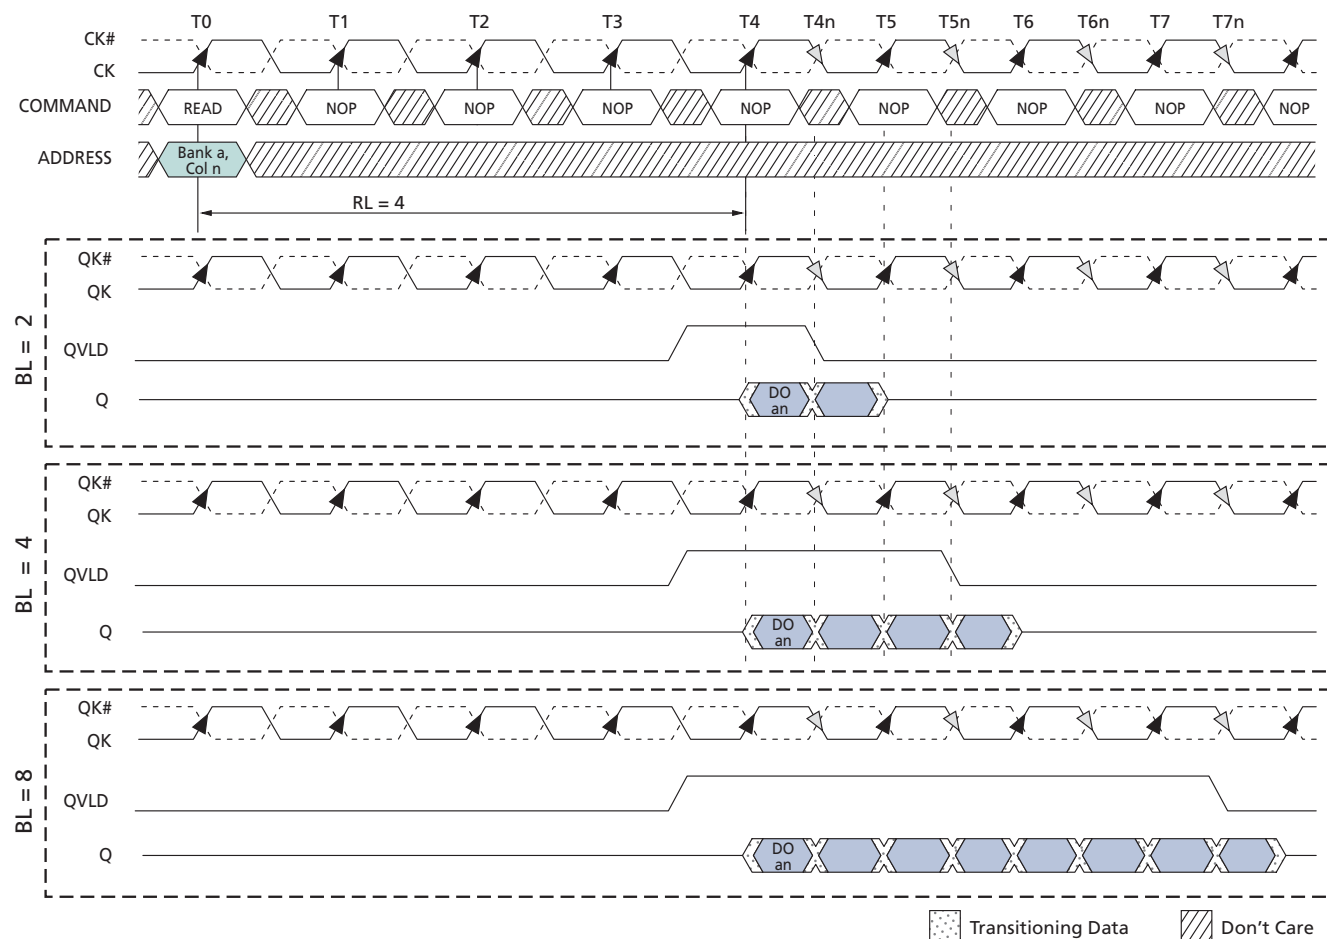 T0 T1 T2 T3 T4 T4n T5 T5n T6 T6n T7 T7n
CK#
CK
COMMAND READ NOP NOP NOP NOP NOP NOP NOP NOP
ADDRESS Bank a,
Col n
RL = 4
BL = 2
QK#
QK
QVLD
Q DO
an
BL = 4
QK#
QK
QVLD
Q DO
an
BL = 8
QK#
QK
QVLD
Q DO
an
Transitioning Data Don't Care